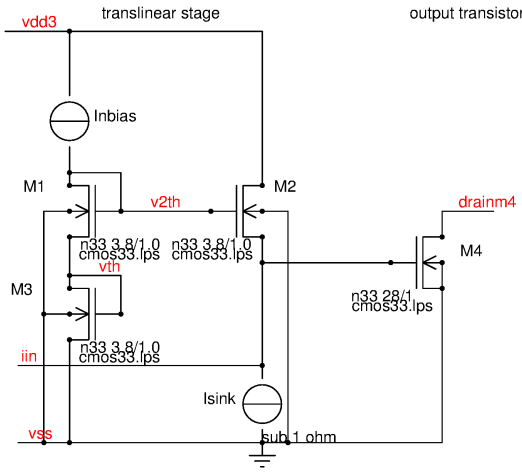 translinear stage
output transistor
vdd3
Inbias
M1
v2th
M2
drainm4
n33 3.8/1.0
cmos33.lps
n33 3.8/1.0
cmos33.lps
M4
vth
M3
n33 28/1
cmos33.lps
n33 3.8/1.0
cmos33.lps
iin
Isink
vss
sub 1 ohm